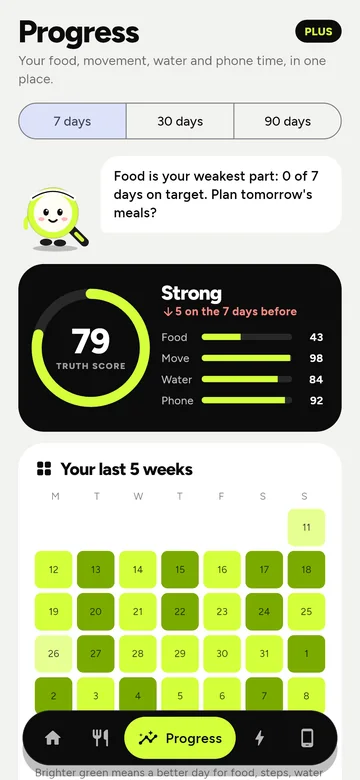 Progress
PLUS
Your food, movement, water and phone time, in one
place.
7 days
30 days
90 days
Food is your weakest part: 0 of 7
days on target. Plan tomorrow's
meals?
79
TRUTH SCORE
Strong
↓5 on the 7 days before
Food 43
Move 98
Water 84
Phone 92
Your last 5 weeks
M T W T F S S
11
12 13 14 15 16 17 18
19 20 21 22 23 24 25
26 27 28 29 30 31 1
2 3 4 5 6 7 8
Progress
Brighter green means a better day for food, steps, water